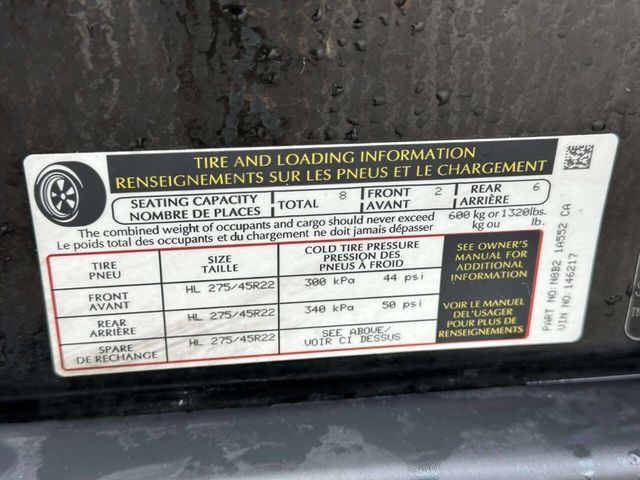 TIRE AND LOADING INFORMATION
RENSEIGNEMENTS SUR LES PNEUS ET LE CHARGEMENT
SEATING CAPACITY
NOMBRE DE PLACES
TOTAL 8
FRONT
AVANT
2
REAR
ARRIÈRE
6
The combined weight of occupants and cargo should never exceed
Le poids total des occupants et du chargement ne doit jamais dépasser
600 kg or 1320lbs.
kg ou lb.
TIRE
PNEU
SIZE
TAILLE
COLD TIRE PRESSURE
PRESSION DES
PNEUS À FROID
FRONT
AVANT
HL 275/45R22
300 kPa 44 psi
REAR
ARRIÈRE
HL 275/45R22
340 kPa 50 psi
SPARE
DE RECHANGE
HL 275/45R22
SEE ABOVE/
VOIR CI DESSUS
SEE OWNER'S
MANUAL FOR
ADDITIONAL
INFORMATION
VOIR LE MANUEL
DEL'USAGER
POUR PLUS DE
RENSEIGNEMENTS
PART NO: N8B2 1A552 CA
VIN NO: 146217